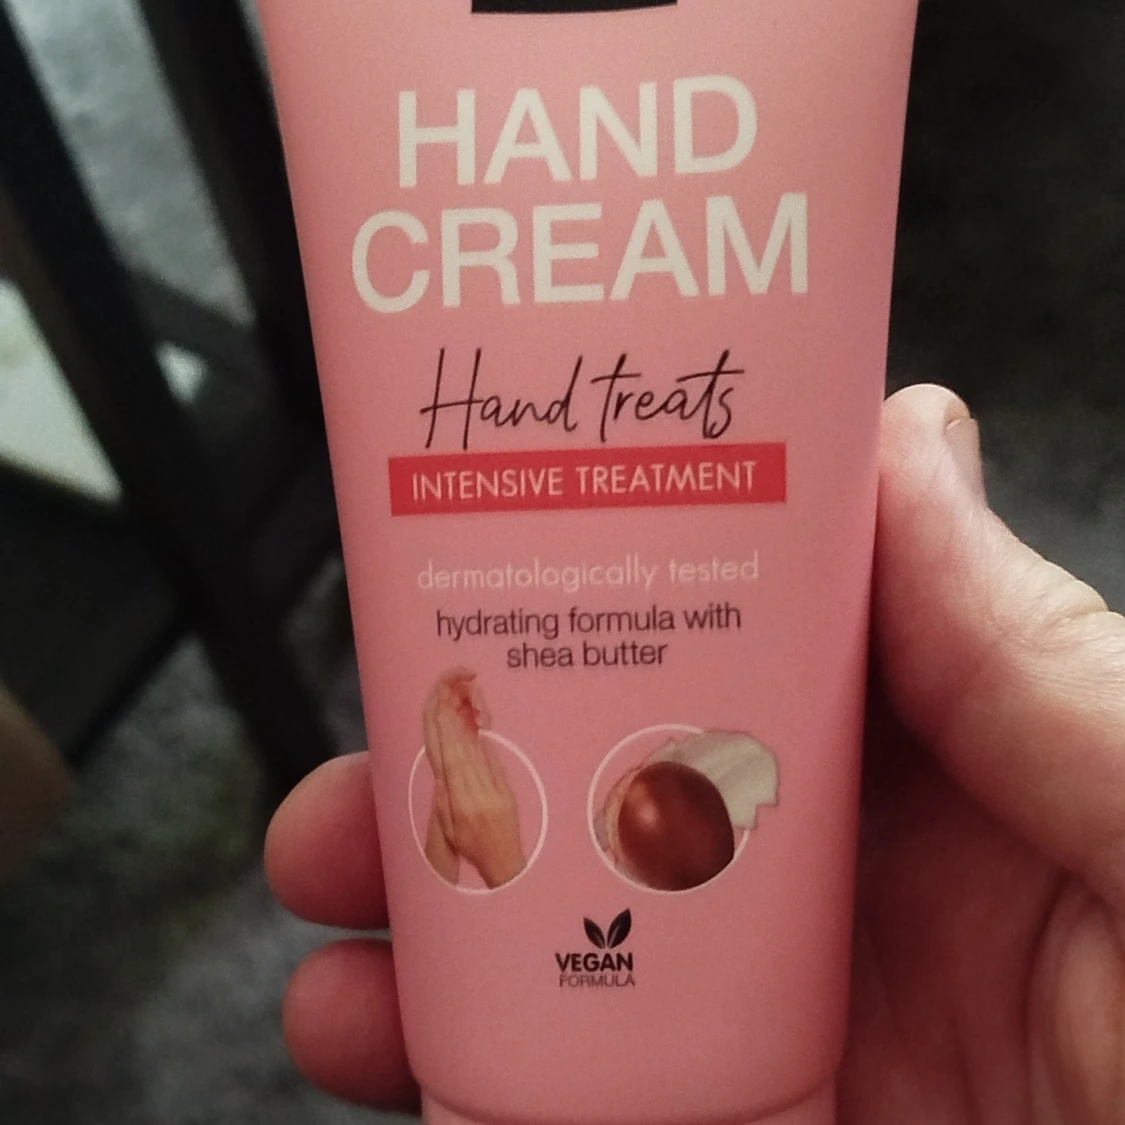 HAND
CREAM
Hand treats
INTENSIVE TREATMENT
dermatologically tested
hydrating formula with
shea butter
VEGAN
FORMULA